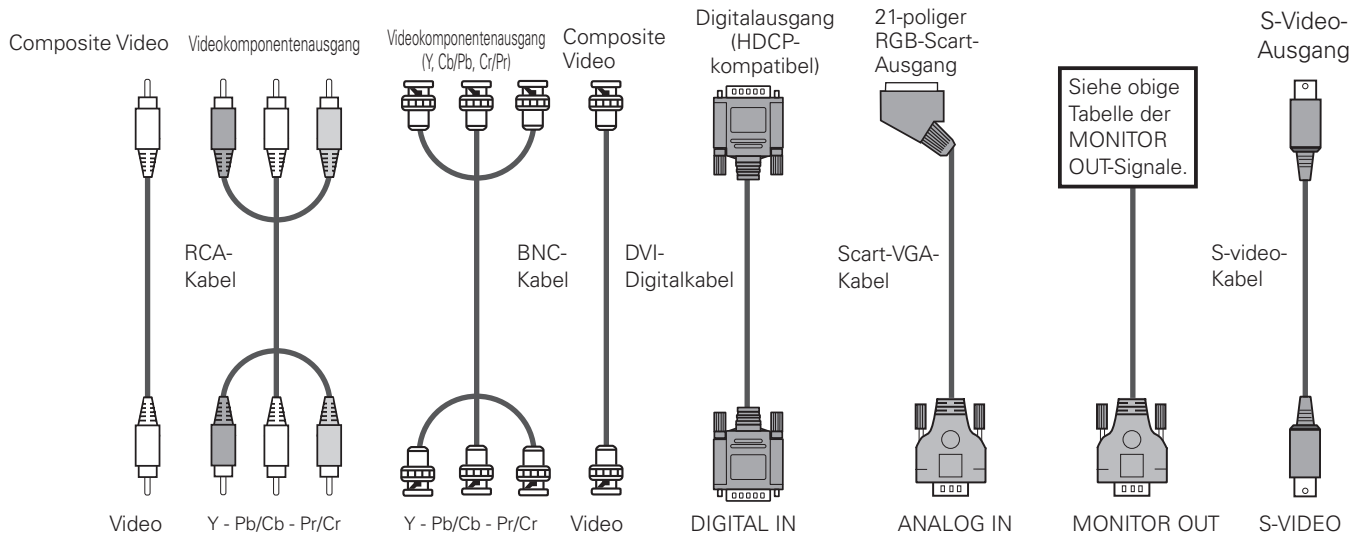 Composite Video
Videokomponentenausgang
Videokomponentenausgang
(Y, Cb/Pb, Cr/Pr)
Composite
Video
Digitalausgang
(HDCP-
kompatibel)
21-poliger
RGB-Scart-
Ausgang
Siehe obige
Tabelle der
MONITOR
OUT-Signale.
S-Video-
Ausgang
RCA-
Kabel
BNC-
Kabel
DVI-
Digitalkabel
Scart-VGA-
Kabel
S-video-
Kabel
Video
Y - Pb/Cb - Pr/Cr
Y - Pb/Cb - Pr/Cr
Video
DIGITAL IN
ANALOG IN
MONITOR OUT
S-VIDEO